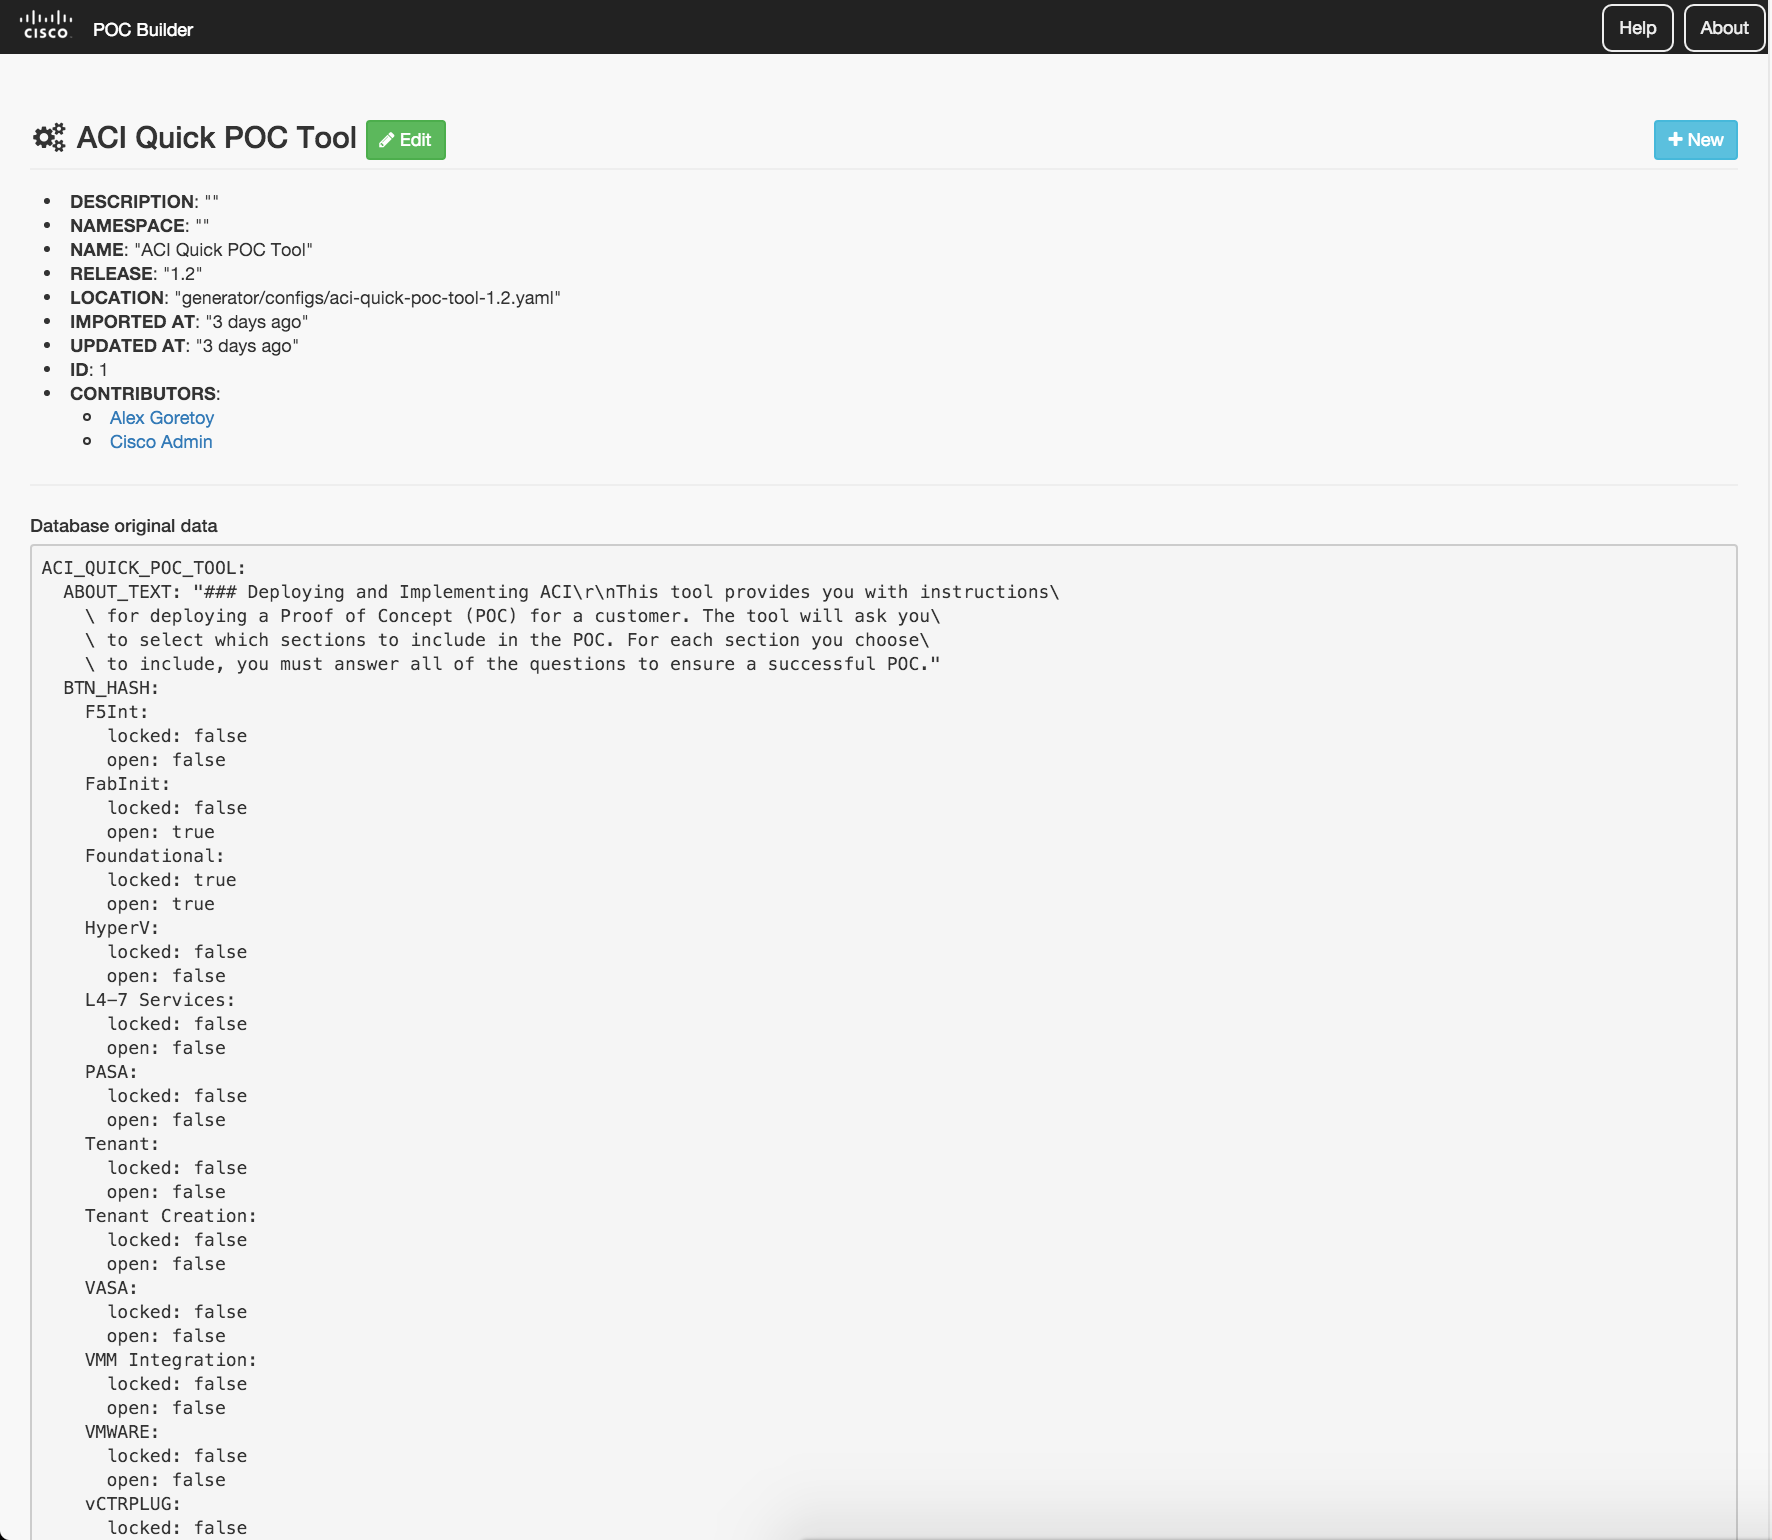 cisco
POC Builder
Help
About
ACI Quick POC Tool
Edit
New
DESCRIPTION: ""
NAMESPACE: ""
NAME: "ACI Quick POC Tool"
RELEASE: "1.2"
LOCATION: "generator/configs/aci-quick-poc-tool-1.2.yaml"
IMPORTED AT: "3 days ago"
UPDATED AT: "3 days ago"
ID: 1
CONTRIBUTORS:
Alex Goretoy
Cisco Admin
Database original data
ACI_QUICK_POC_TOOL:
  ABOUT_TEXT: "### Deploying and Implementing ACI\r\nThis tool provides you with instructions\
    \ for deploying a Proof of Concept (POC) for a customer. The tool will ask you\
    \ to select which sections to include in the POC. For each section you choose\
    \ to include, you must answer all of the questions to ensure a successful POC."
  BTN_HASH:
    F5Int:
      locked: false
      open: false
    FabInit:
      locked: false
      open: true
    Foundational:
      locked: true
      open: true
    HyperV:
      locked: false
      open: false
    L4-7 Services:
      locked: false
      open: false
    PASA:
      locked: false
      open: false
    Tenant:
      locked: false
      open: false
    Tenant Creation:
      locked: false
      open: false
    VASA:
      locked: false
      open: false
    VMM Integration:
      locked: false
      open: false
    VMWARE:
      locked: false
      open: false
    vCTRPLUG:
      locked: false